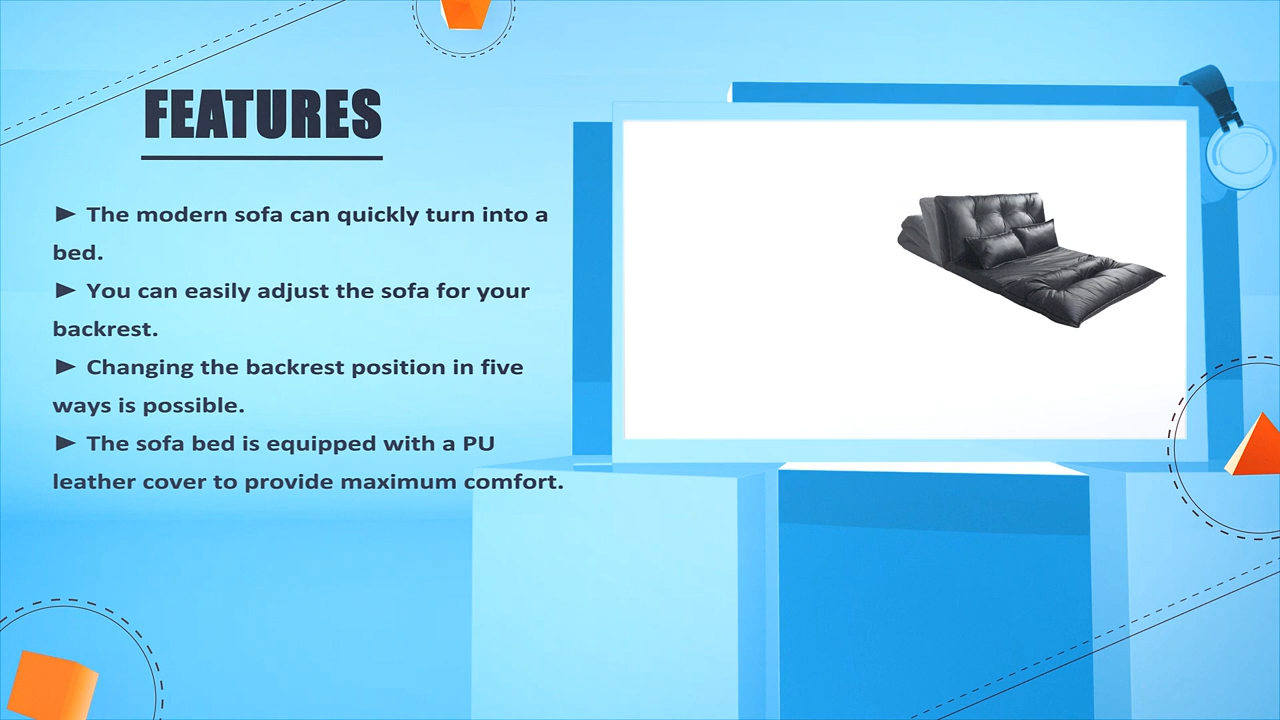 FEATURES
► The modern sofa can quickly turn into a
bed.
► You can easily adjust the sofa for your
backrest.
► Changing the backrest position in five
ways is possible.
► The sofa bed is equipped with a PU
leather cover to provide maximum comfort.